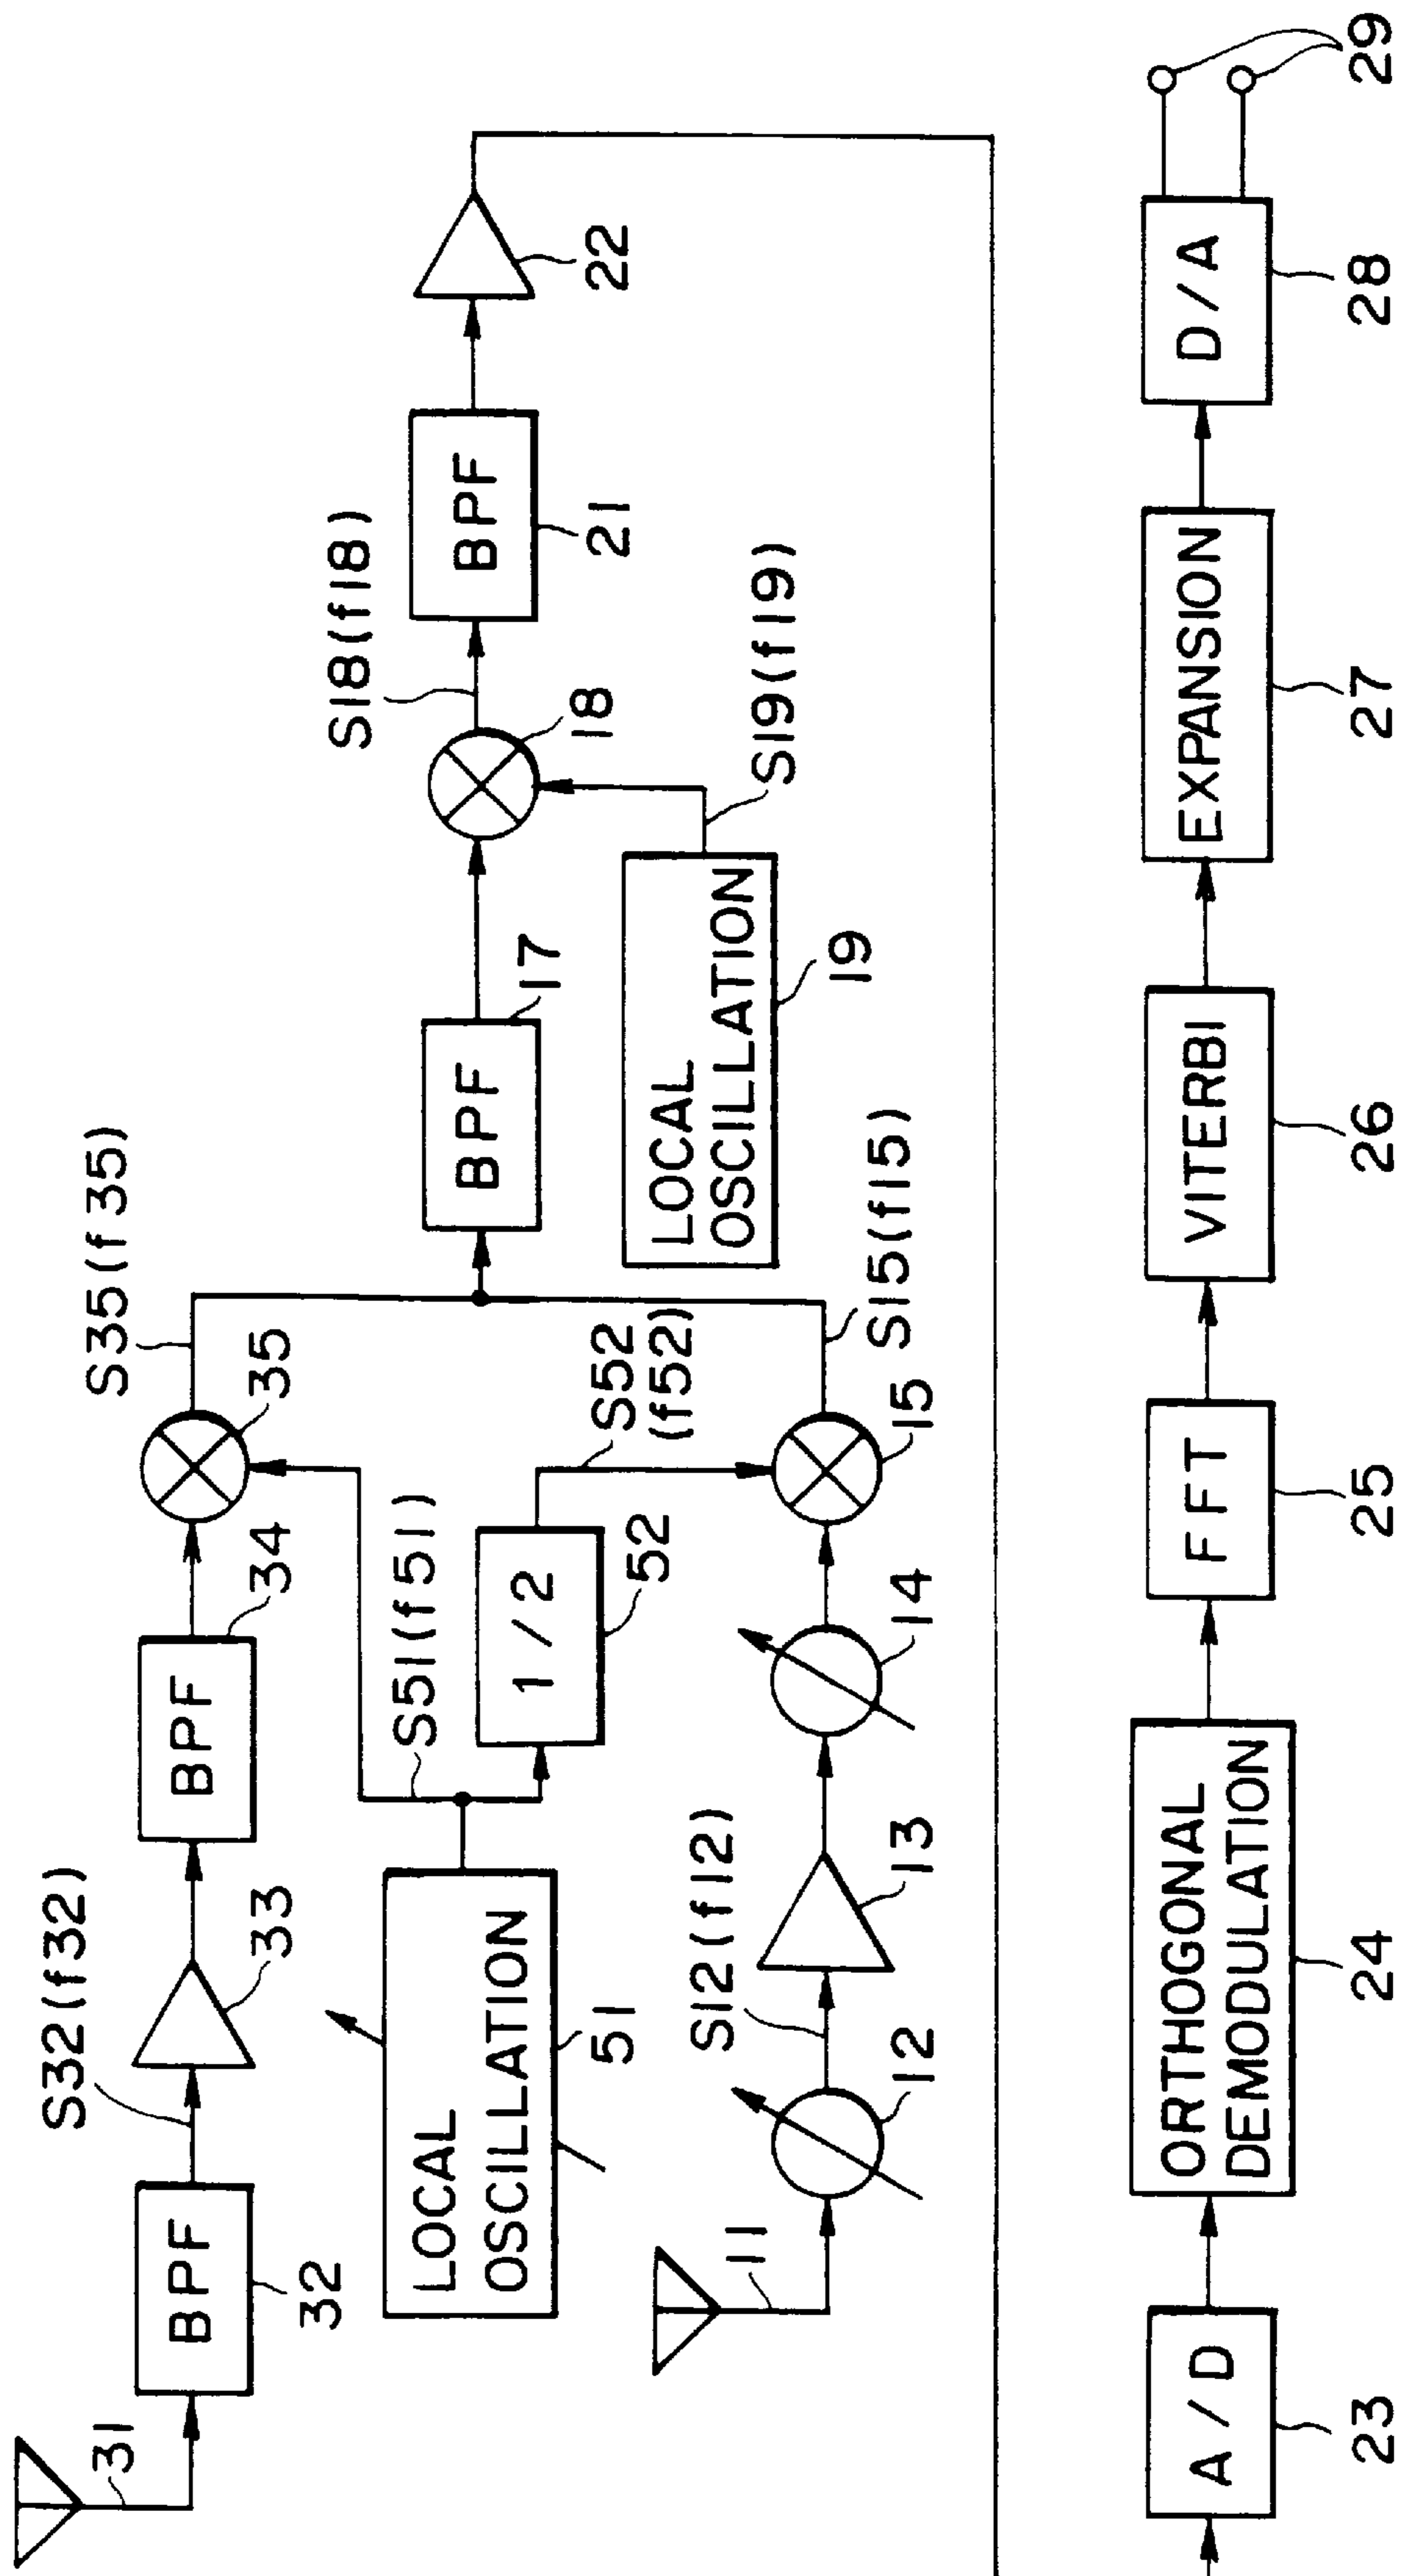 31
BPF
32
S32(f32)
33
BPF
34
35
S35(f35)
LOCAL
OSCILLATION
51
S51(f51)
1/2
52
S52
(f52)
11
12
S12(f12)
13
14
15
S15(f15)
BPF
17
18
S18(f18)
LOCAL
OSCILLATION
19
S19(f19)
BPF
21
22
A/D
23
ORTHOGONAL
DEMODULATION
24
FFT
25
VITERBI
26
EXPANSION
27
D/A
28
29